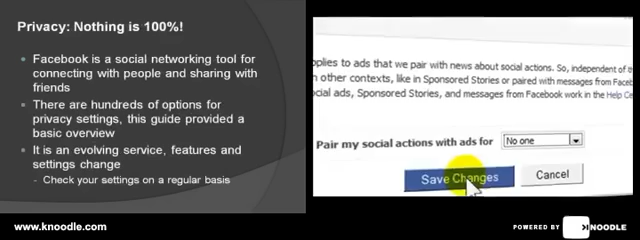 Privacy: Nothing is 100%!
Facebook is a social networking tool for
connecting with people and sharing with
friends
There are hundreds of options for
privacy settings, this guide provided a
basic overview
It is an evolving service, features and
settings change
- Check your settings on a regular basis
pplies to ads that we pair with news about social actions. So, independent of t
n other contexts, like in Sponsored Stories or paired with messages from Faceb
ocial ads, Sponsored Stories, and messages from Facebook work in the Help Ce
Pair my social actions with ads for No one
Save Changes Cancel
www.knoodle.com
POWERED BY KNOODLE